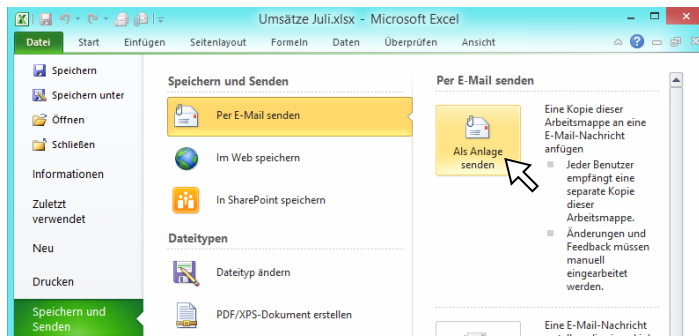 Umsätze Juli.xlsx - Microsoft Excel
Datei Start Einfügen Seitenlayout Formeln Daten Überprüfen Ansicht
Speichern
Speichern unter
Öffnen
Schließen
Informationen
Zuletzt
verwendet
Neu
Drucken
Speichern und
Senden
Speichern und Senden
Per E-Mail senden
Im Web speichern
In SharePoint speichern
Dateitypen
Dateityp ändern
PDF/XPS-Dokument erstellen
Per E-Mail senden
Als Anlage
senden
Eine Kopie dieser
Arbeitsmappe an eine
E-Mail-Nachricht
anfügen
Jeder Benutzer
empfängt eine
separate Kopie
dieser
Arbeitsmappe.
Änderungen und
Feedback müssen
manuell
eingearbeitet
werden.
Eine E-Mail-Nachricht